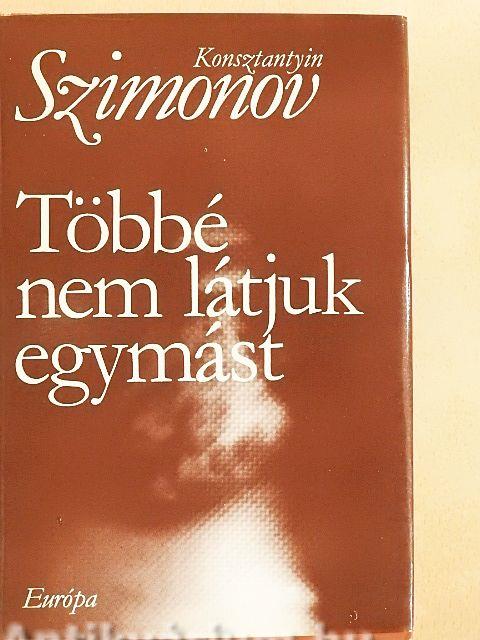 Konsztantyin
Szimonov
Többé
nem látjuk
egymást
Európa